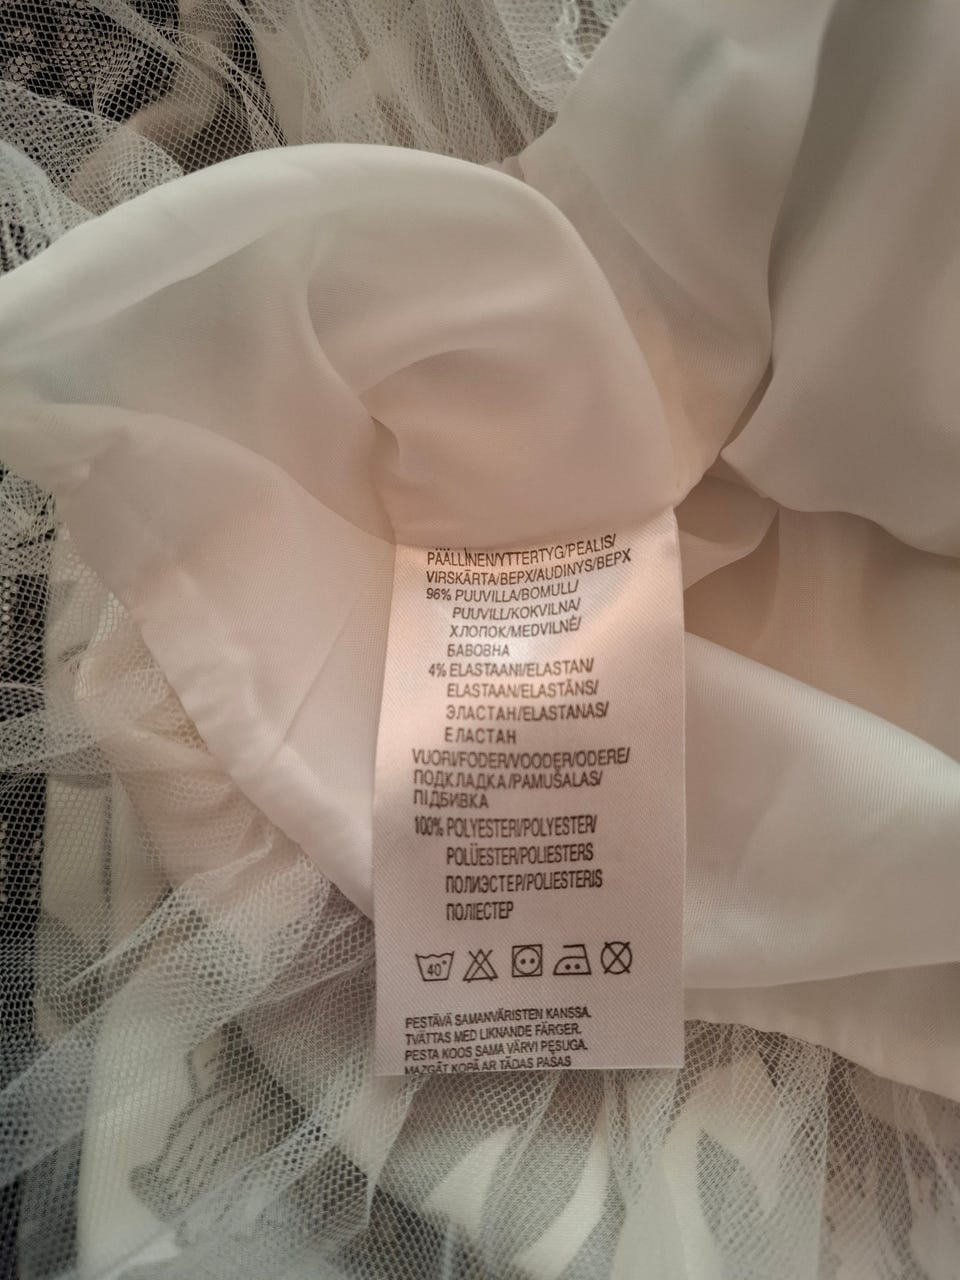 PÄÄLLINEN/YTTERTYG/PEALIS/
VIRSKĀRTA/ВЕРХ/AUDINYS/ВЕРХ
96% PUUVILLA/BOMULL/
PUUVILL/KOKVILNA/
ХЛОПОК/MEDVILNĖ/
БАВОВНА
4% ELASTAANI/ELASTAN/
ELASTAAN/ELASTĀNS/
ЭЛАСТАН/ELASTANAS/
ЕЛАСТАН
VUORI/FODER/VOODER/ODERE/
ПОДКЛАДКА/PAMUŠALAS/
ПІДБИВКА
100% POLYESTERI/POLYESTER/
POLÜESTER/POLIESTERS
ПОЛИЭСТЕР/POLIESTERIS
ПОЛІЕСТЕР
40°
PESTÄVÄ SAMANVÄRISTEN KANSSA.
TVÄTTAS MED LIKNANDE FÄRGER.
PESTA KOOS SAMA VÄRVI PESUGA.
MAZGĀT KOPĀ AR TĀDAS PAŠAS